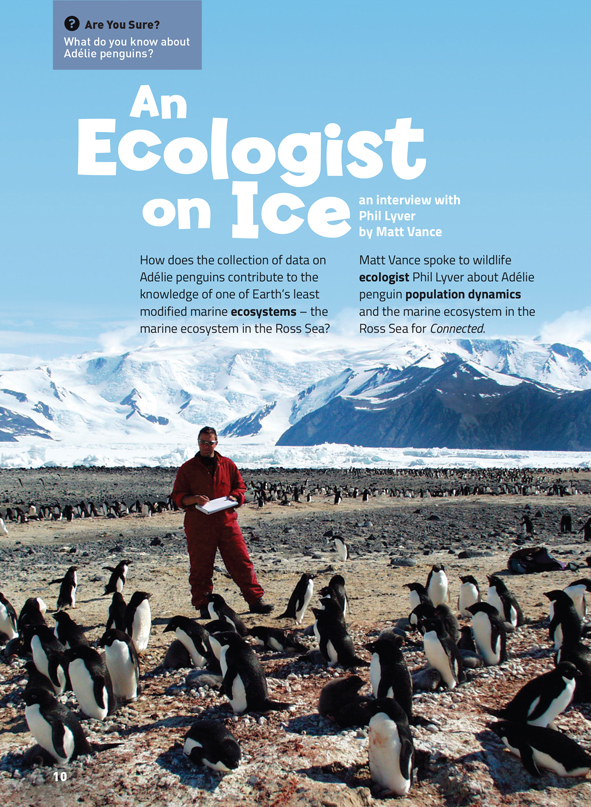 ? Are You Sure?
What do you know about
Adélie penguins?
An
Ecologist
on Ice
an interview with
Phil Lyver
by Matt Vance
How does the collection of data on
Adélie penguins contribute to the
knowledge of one of Earth's least
modified marine ecosystems – the
marine ecosystem in the Ross Sea?
Matt Vance spoke to wildlife
ecologist Phil Lyver about Adélie
penguin population dynamics
and the marine ecosystem in the
Ross Sea for Connected.
10